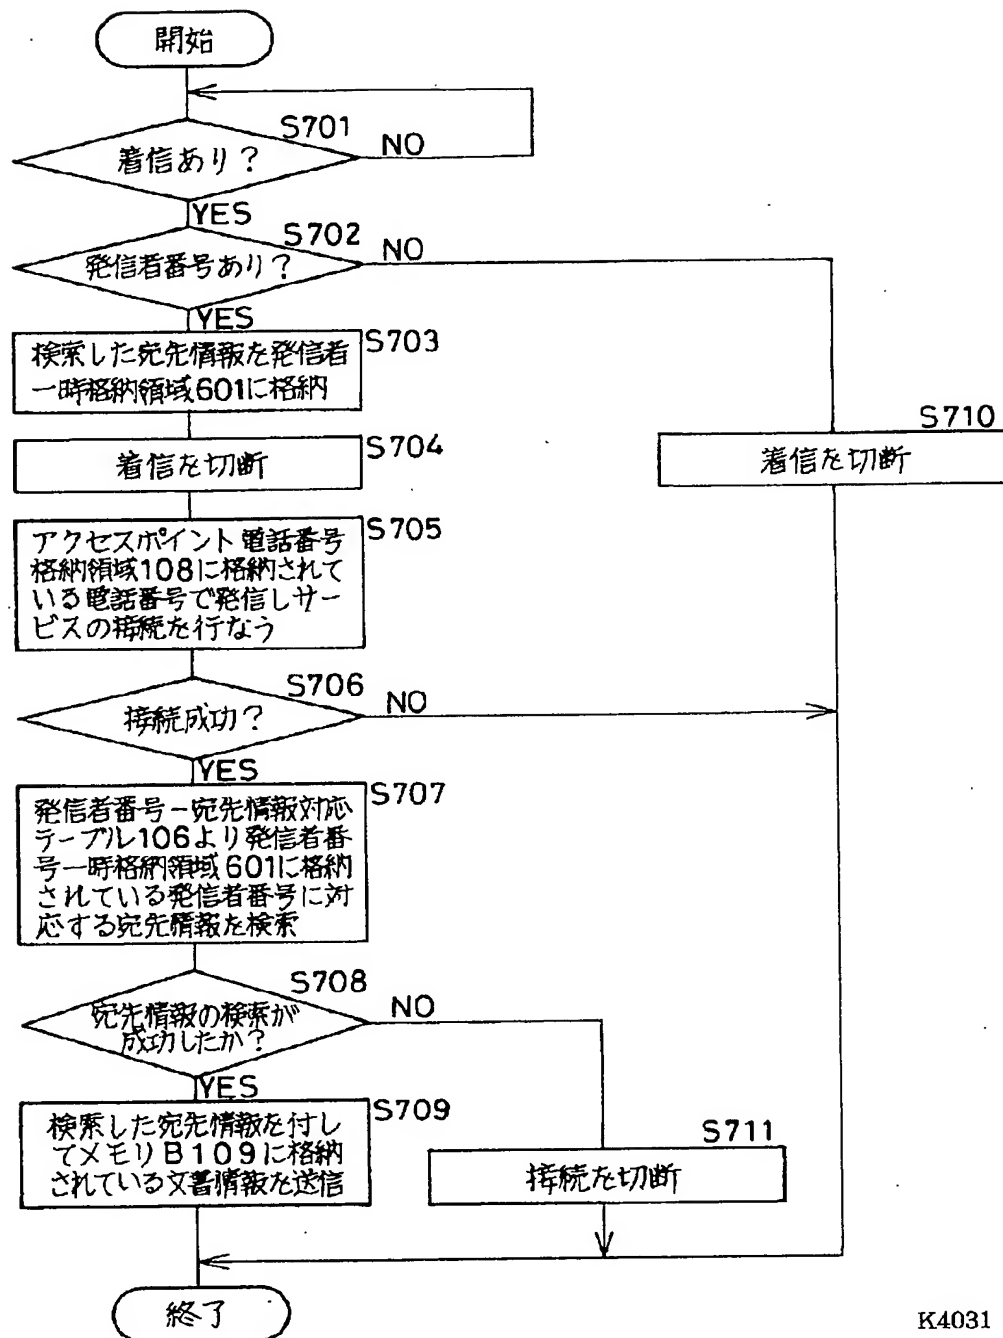 開始
S701
着信あり?
NO
YES
S702
発信者番号あり?
NO
YES
S703
検索した宛先情報を発信者
一時格納領域601に格納
S710
着信を切断
S704
着信を切断
S705
アクセスポイント電話番号
格納領域108に格納されて
いる電話番号で発信しサー
ビスの接続を行なう
S706
接続成功?
NO
YES
S707
発信者番号-宛先情報対応
テーブル106より発信者番
号一時格納領域601に格納
されている発信者番号に対
応する宛先情報を検索
S708
宛先情報の検索が
成功したか?
NO
YES
S709
検索した宛先情報を付し
てメモリB109に格納
されている文書情報を送信
S711
接続を切断
終了
K4031